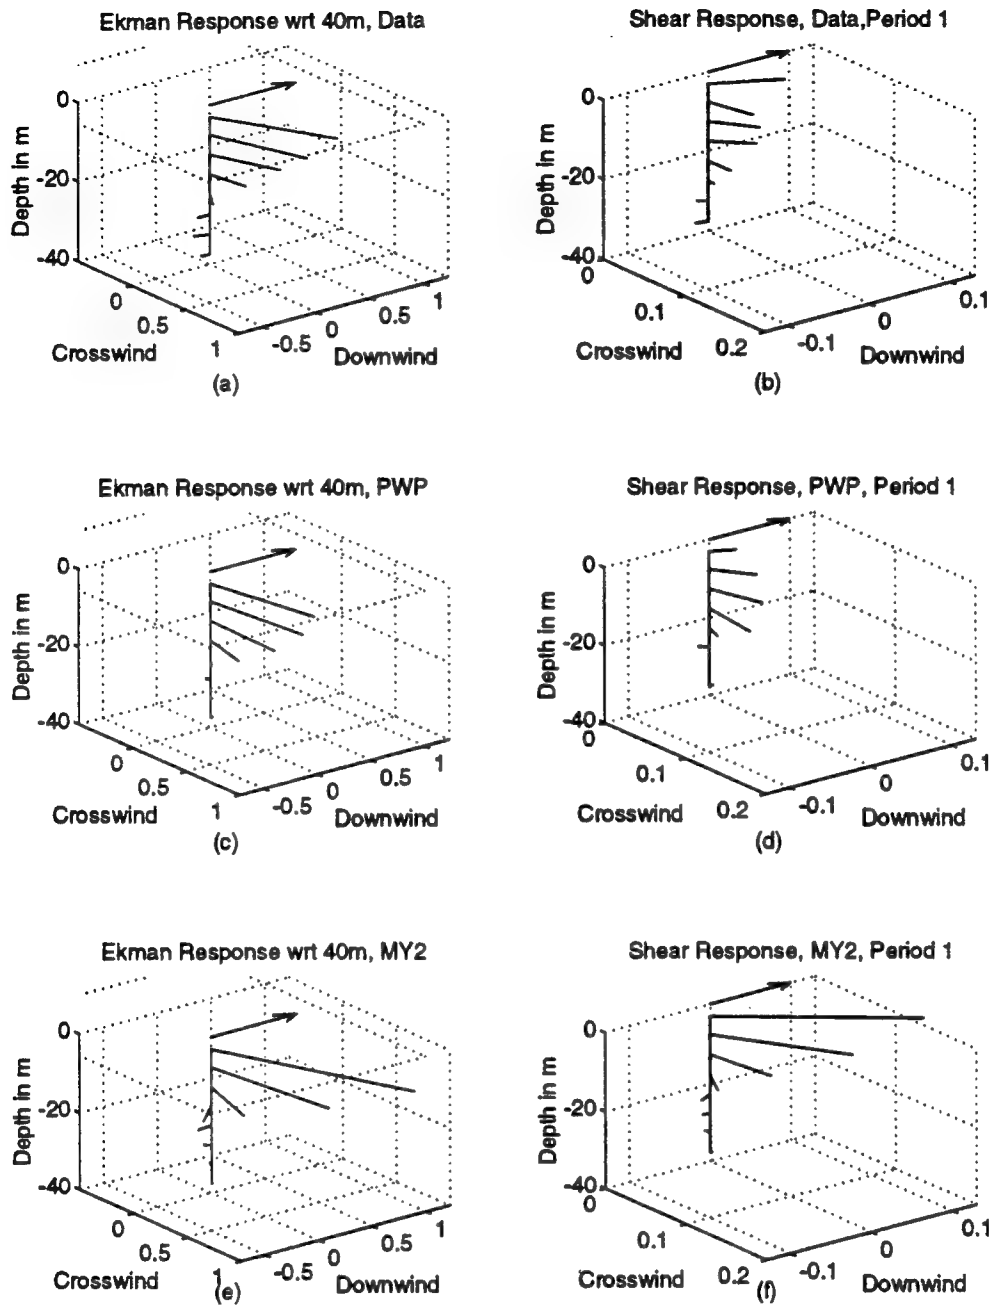 Ekman Response wrt 40m, Data
0
-20
-40
Depth in m
0
0.5
1
Crosswind
-0.5
0
0.5
1
Downwind
(a)
Shear Response, Data,Period 1
0
-20
-40
Depth in m
0
0.1
0.2
Crosswind
-0.1
0
0.1
Downwind
(b)
Ekman Response wrt 40m, PWP
0
-20
-40
Depth in m
0
0.5
1
Crosswind
-0.5
0
0.5
1
Downwind
(c)
Shear Response, PWP, Period 1
0
-20
-40
Depth in m
0
0.1
0.2
Crosswind
-0.1
0
0.1
Downwind
(d)
Ekman Response wrt 40m, MY2
0
-20
-40
Depth in m
0
0.5
1
Crosswind
-0.5
0
0.5
1
Downwind
(e)
Shear Response, MY2, Period 1
0
-20
-40
Depth in m
0
0.1
0.2
Crosswind
-0.1
0
0.1
Downwind
(f)